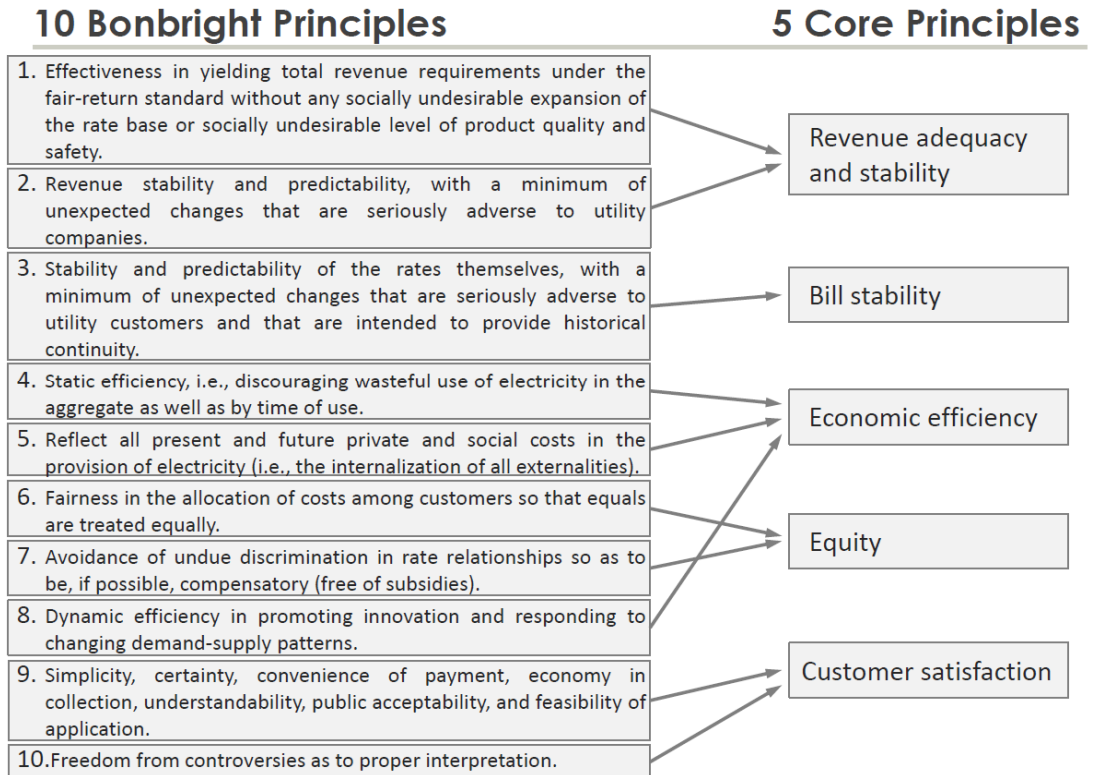 10 Bonbright Principles
5 Core Principles
1. Effectiveness in yielding total revenue requirements under the
fair-return standard without any socially undesirable expansion of
the rate base or socially undesirable level of product quality and
safety.
2. Revenue stability and predictability, with a minimum of
unexpected changes that are seriously adverse to utility
companies.
3. Stability and predictability of the rates themselves, with a
minimum of unexpected changes that are seriously adverse to
utility customers and that are intended to provide historical
continuity.
4. Static efficiency, i.e., discouraging wasteful use of electricity in the
aggregate as well as by time of use.
5. Reflect all present and future private and social costs in the
provision of electricity (i.e., the internalization of all externalities).
6. Fairness in the allocation of costs among customers so that equals
are treated equally.
7. Avoidance of undue discrimination in rate relationships so as to
be, if possible, compensatory (free of subsidies).
8. Dynamic efficiency in promoting innovation and responding to
changing demand-supply patterns.
9. Simplicity, certainty, convenience of payment, economy in
collection, understandability, public acceptability, and feasibility of
application.
10.Freedom from controversies as to proper interpretation.
Revenue adequacy
and stability
Bill stability
Economic efficiency
Equity
Customer satisfaction